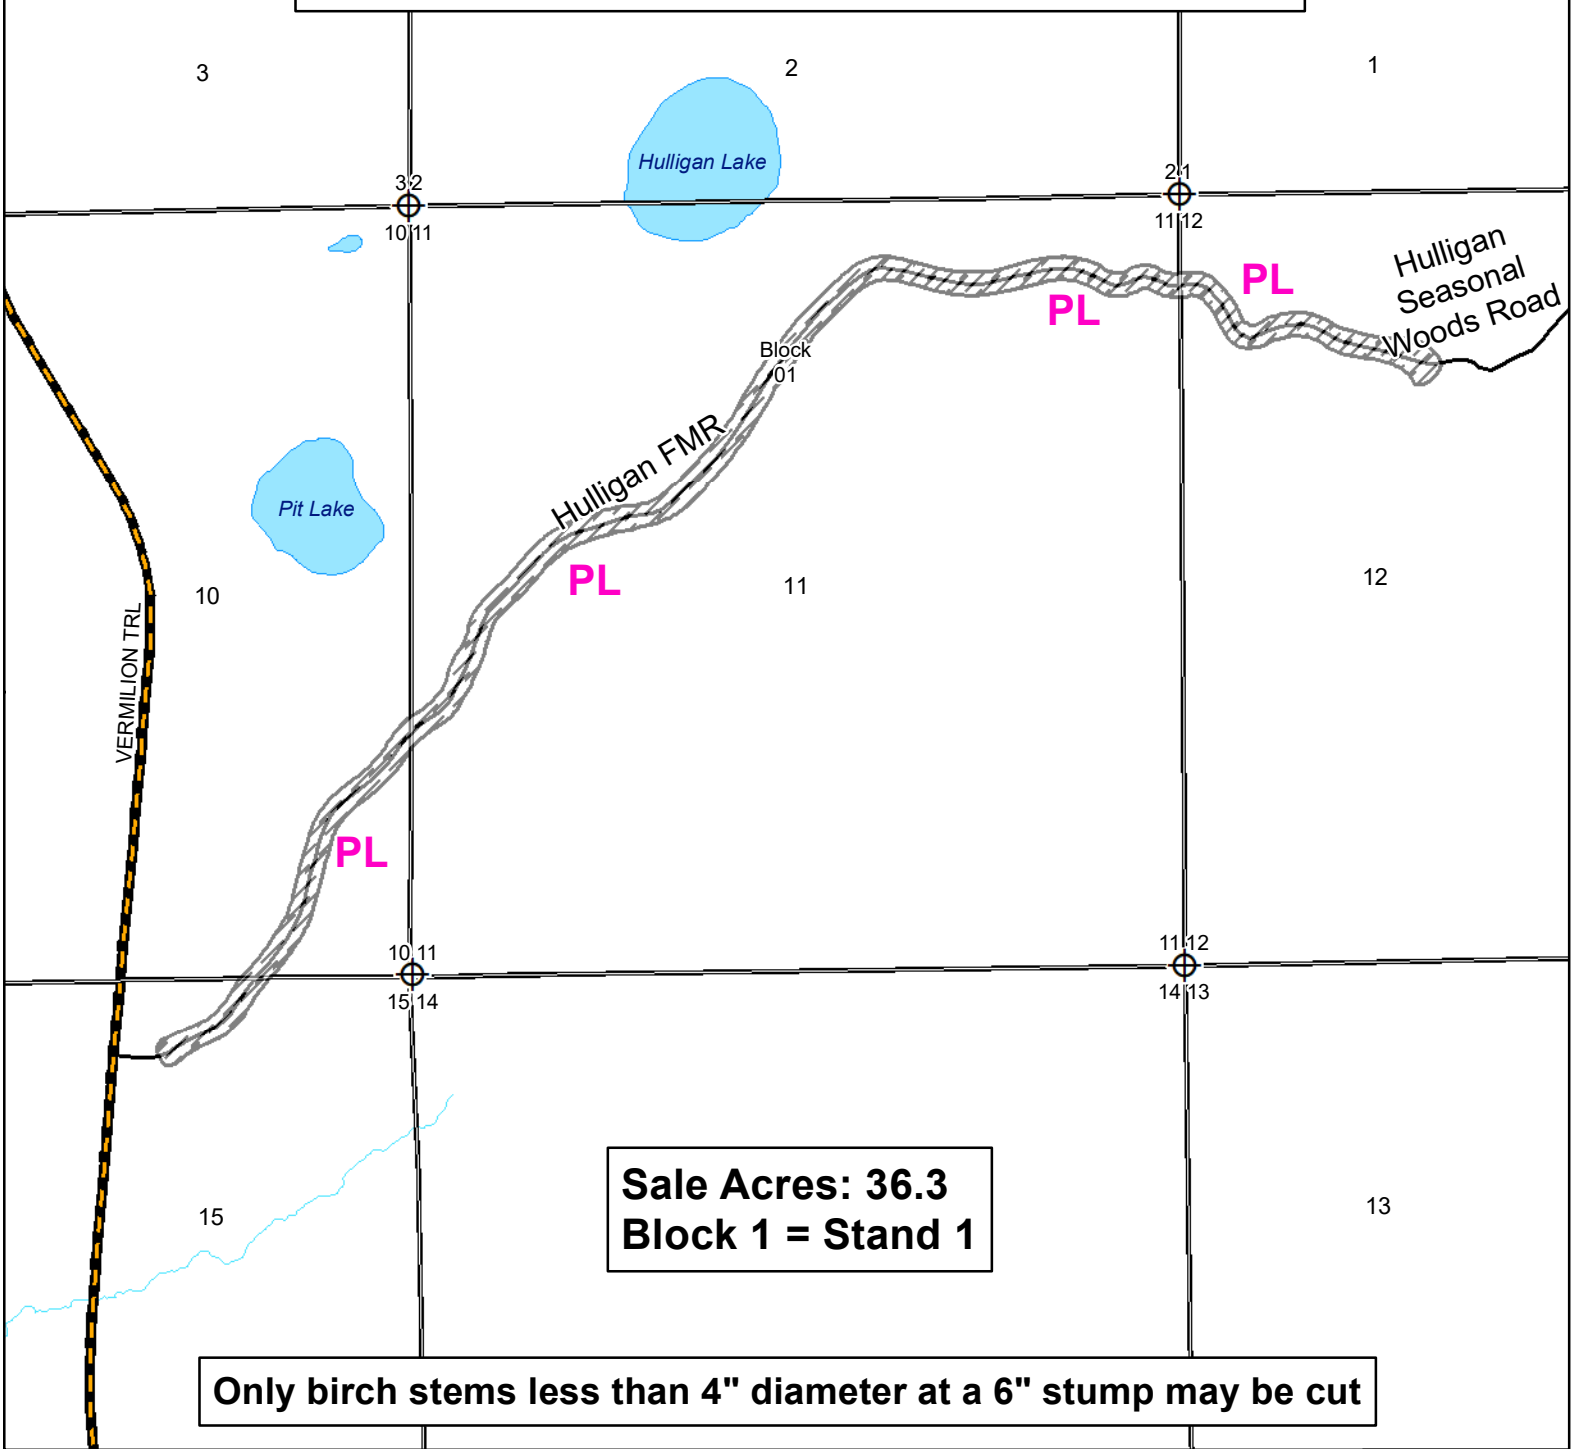 3
2
1
Hulligan Lake
3 2
10 11
2 1
11 12
Hulligan
Seasonal
Woods Road
PL
PL
Block
01
Hulligan FMR
Pit Lake
PL
10
11
12
VERMILION TRL
PL
10 11
15 14
11 12
14 13
Sale Acres: 36.3
Block 1 = Stand 1
15
13
Only birch stems less than 4" diameter at a 6" stump may be cut